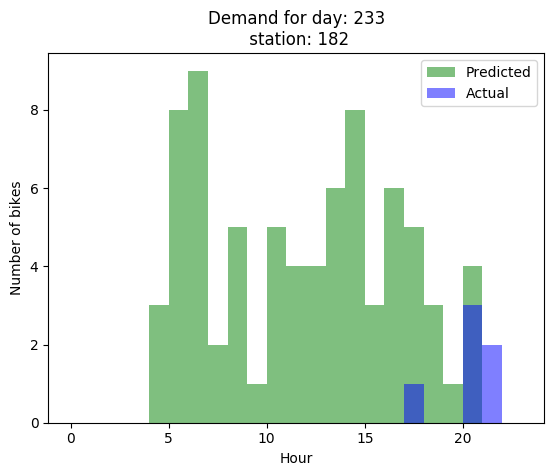 Demand for day: 233
station: 182
Predicted
Actual
Number of bikes
8
6
4
2
0
0 5 10 15 20
Hour